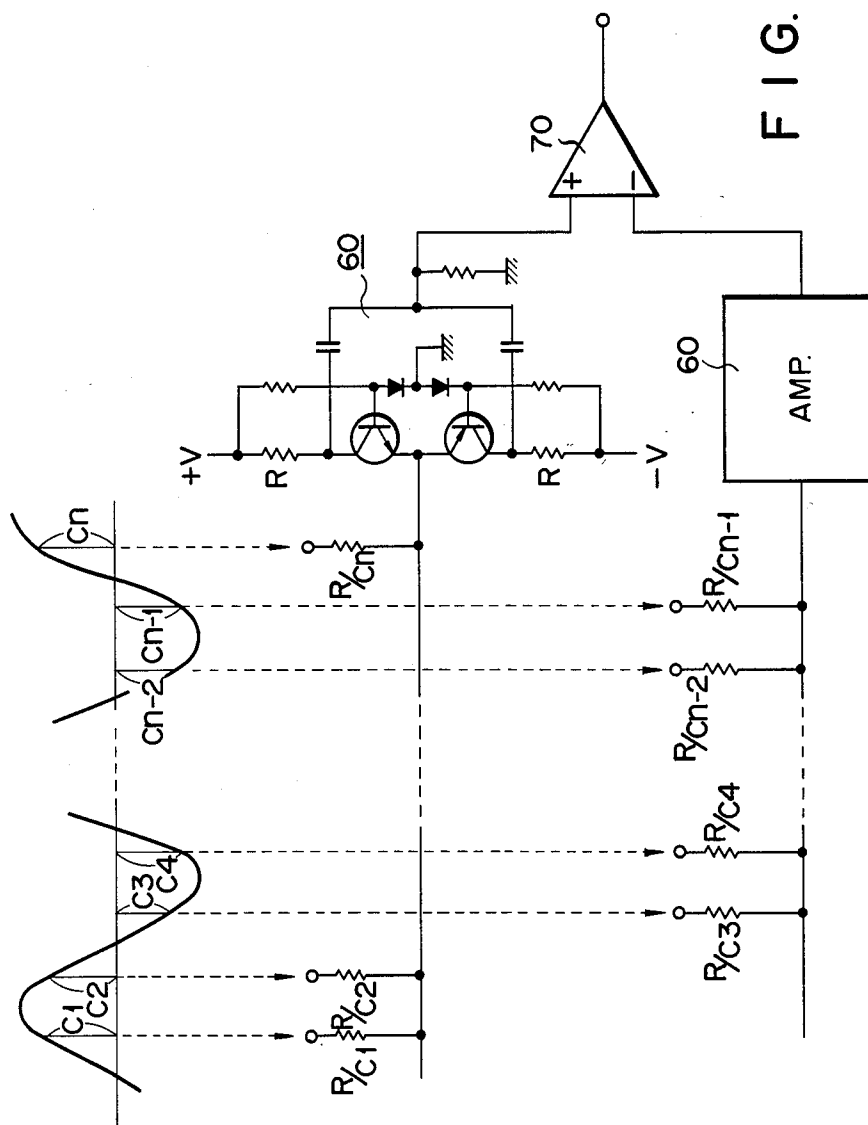 C1
C2
C3
C4
Cn-2
Cn-1
Cn
R/C1
R/C2
R/Cn
+V
R
60
R
-V
70
+
-
R/C3
R/C4
R/Cn-2
R/Cn-1
60
AMP.
FIG.